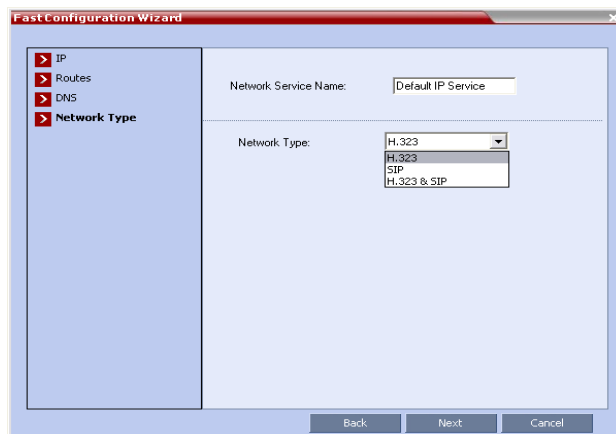 Fast Configuration Wizard
IP
Routes
DNS
Network Type
Network Service Name: Default IP Service
Network Type: H.323
H.323
SIP
H.323 & SIP
Back Next Cancel